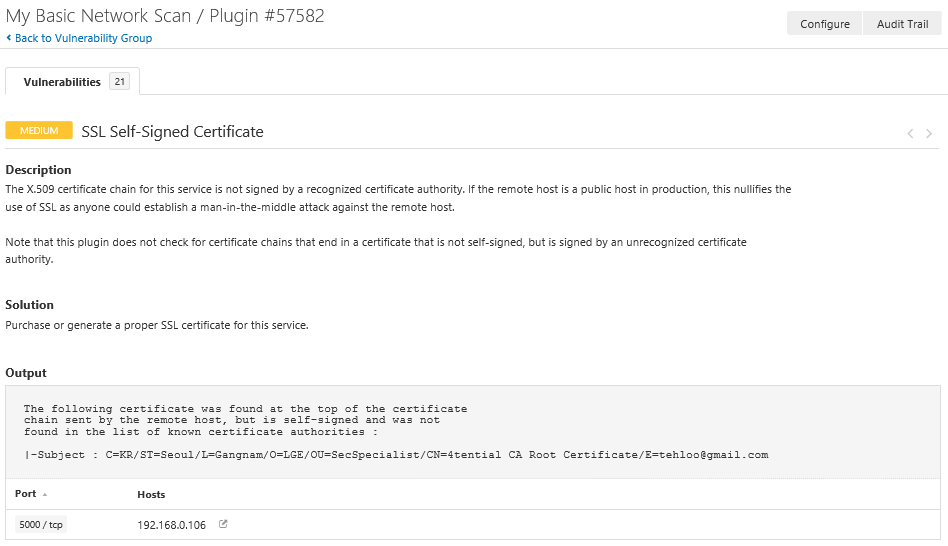 My Basic Network Scan / Plugin #57582
Configure
Audit Trail
Back to Vulnerability Group
Vulnerabilities 21
MEDIUM SSL Self-Signed Certificate
Description
The X.509 certificate chain for this service is not signed by a recognized certificate authority. If the remote host is a public host in production, this nullifies the
use of SSL as anyone could establish a man-in-the-middle attack against the remote host.
Note that this plugin does not check for certificate chains that end in a certificate that is not self-signed, but is signed by an unrecognized certificate
authority.
Solution
Purchase or generate a proper SSL certificate for this service.
Output
The following certificate was found at the top of the certificate
chain sent by the remote host, but is self-signed and was not
found in the list of known certificate authorities :
|-Subject : C=KR/ST=Seoul/L=Gangnam/O=LGE/OU=SecSpecialist/CN=4tential CA Root Certificate/E=tehloo@gmail.com
Port Hosts
5000 / tcp 192.168.0.106